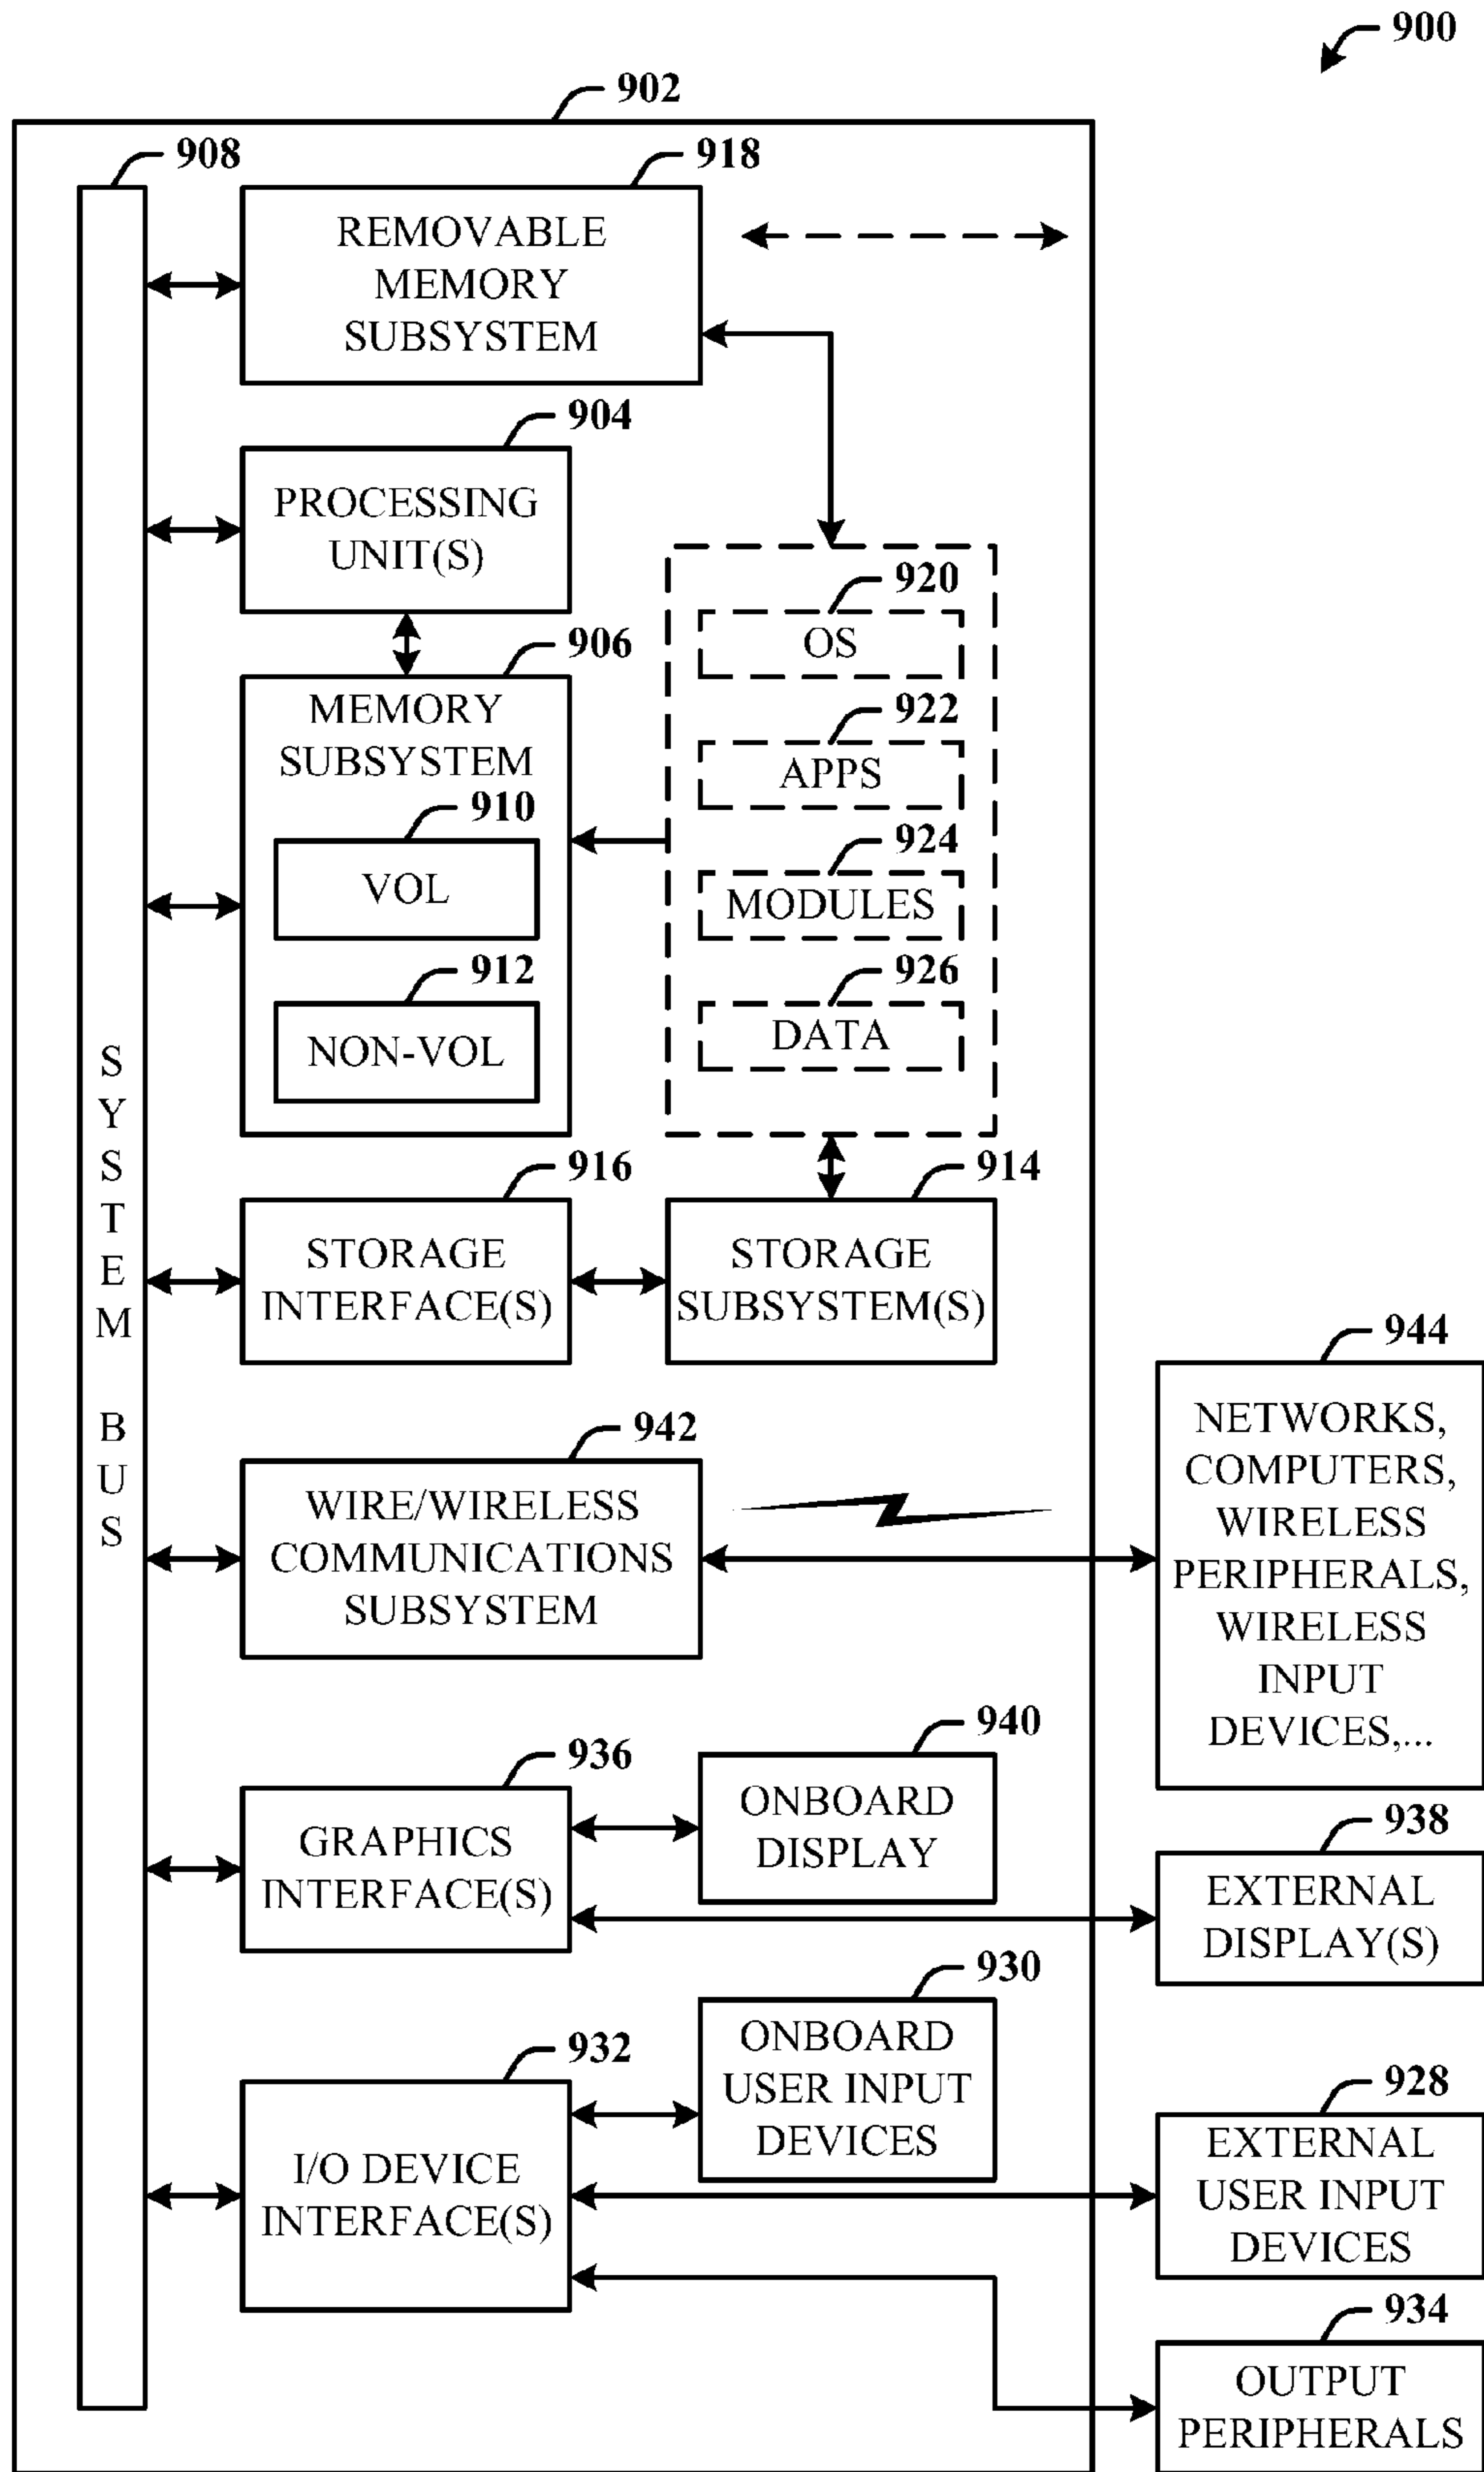 900
902
908
918
REMOVABLE
MEMORY
SUBSYSTEM
904
PROCESSING
UNIT(S)
906
MEMORY
SUBSYSTEM
910
VOL
912
NON-VOL
920
OS
922
APPS
924
MODULES
926
DATA
SYSTEM BUS
916
STORAGE
INTERFACE(S)
914
STORAGE
SUBSYSTEM(S)
942
WIRE/WIRELESS
COMMUNICATIONS
SUBSYSTEM
944
NETWORKS,
COMPUTERS,
WIRELESS
PERIPHERALS,
WIRELESS
INPUT
DEVICES,...
936
GRAPHICS
INTERFACE(S)
940
ONBOARD
DISPLAY
938
EXTERNAL
DISPLAY(S)
932
I/O DEVICE
INTERFACE(S)
930
ONBOARD
USER INPUT
DEVICES
928
EXTERNAL
USER INPUT
DEVICES
934
OUTPUT
PERIPHERALS